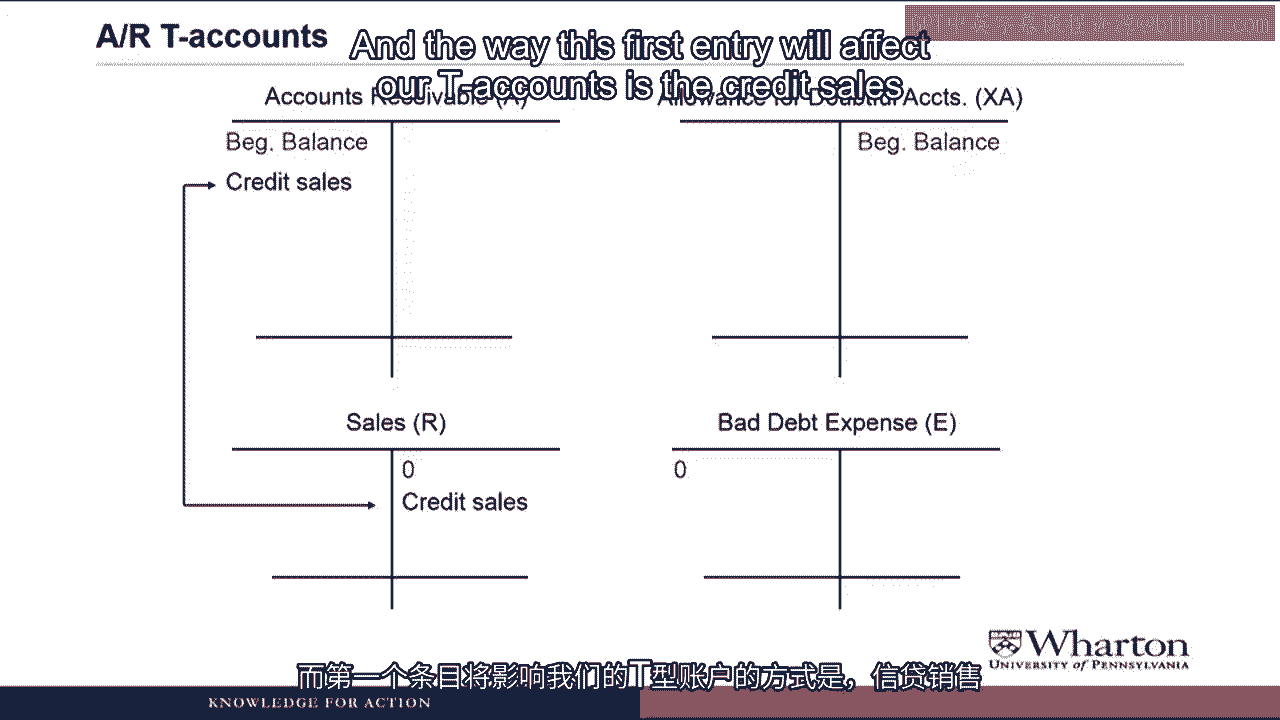 A/R T-accounts
And the way this first entry will affect
our T-accounts is the credit sales
Accounts Receivable (A)
Allowance for Doubtful Accts. (XA)
Beg. Balance
Beg. Balance
Credit sales
Sales (R)
Bad Debt Expense (E)
0
0
Credit sales
Wharton
UNIVERSITY of PENNSYLVANIA
而第一个条目将影响我们的T型账户的方式是，信贷销售
KNOWLEDGE FOR ACTION